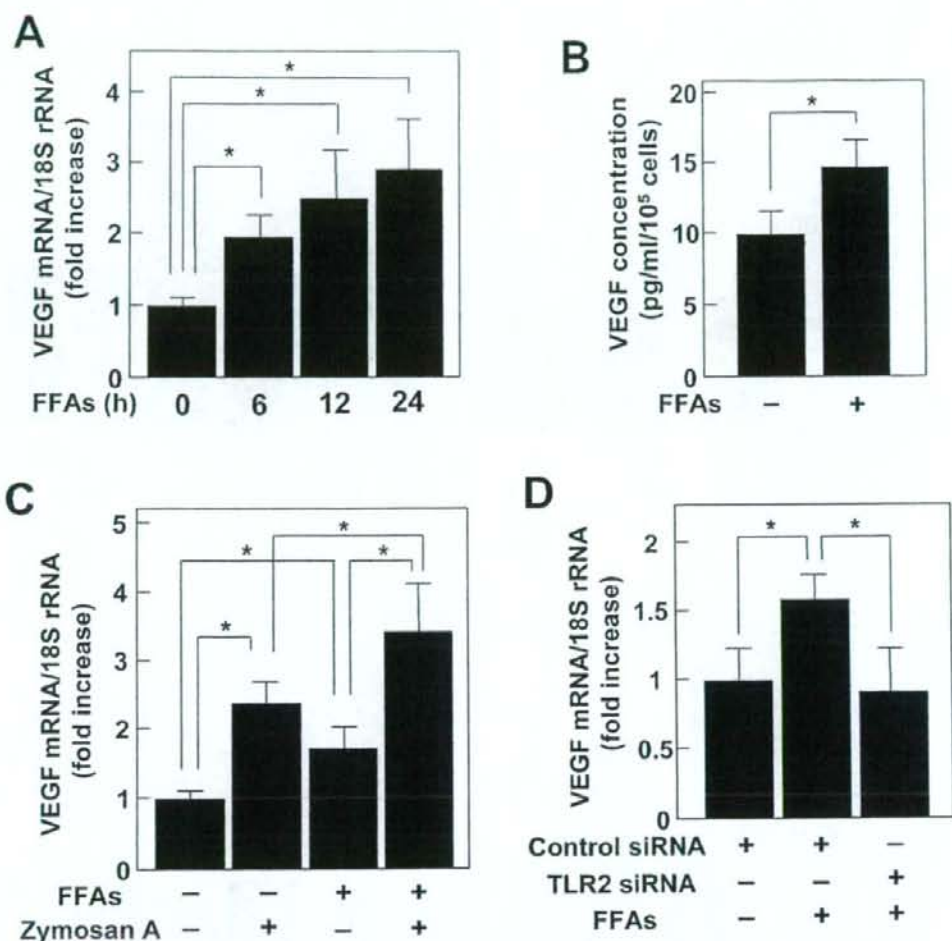 A
VEGF mRNA/18S rRNA
(fold increase)
4
3
2
1
0
* * *
FFAs (h) 0 6 12 24
B
VEGF concentration
(pg/ml/10⁵ cells)
20
15
10
5
0
*
FFAs – +
C
VEGF mRNA/18S rRNA
(fold increase)
5
4
3
2
1
0
* * * *
FFAs – – + +
Zymosan A – + – +
D
VEGF mRNA/18S rRNA
(fold increase)
2
1.5
1
0.5
0
* *
Control siRNA + + –
TLR2 siRNA – – +
FFAs – + +